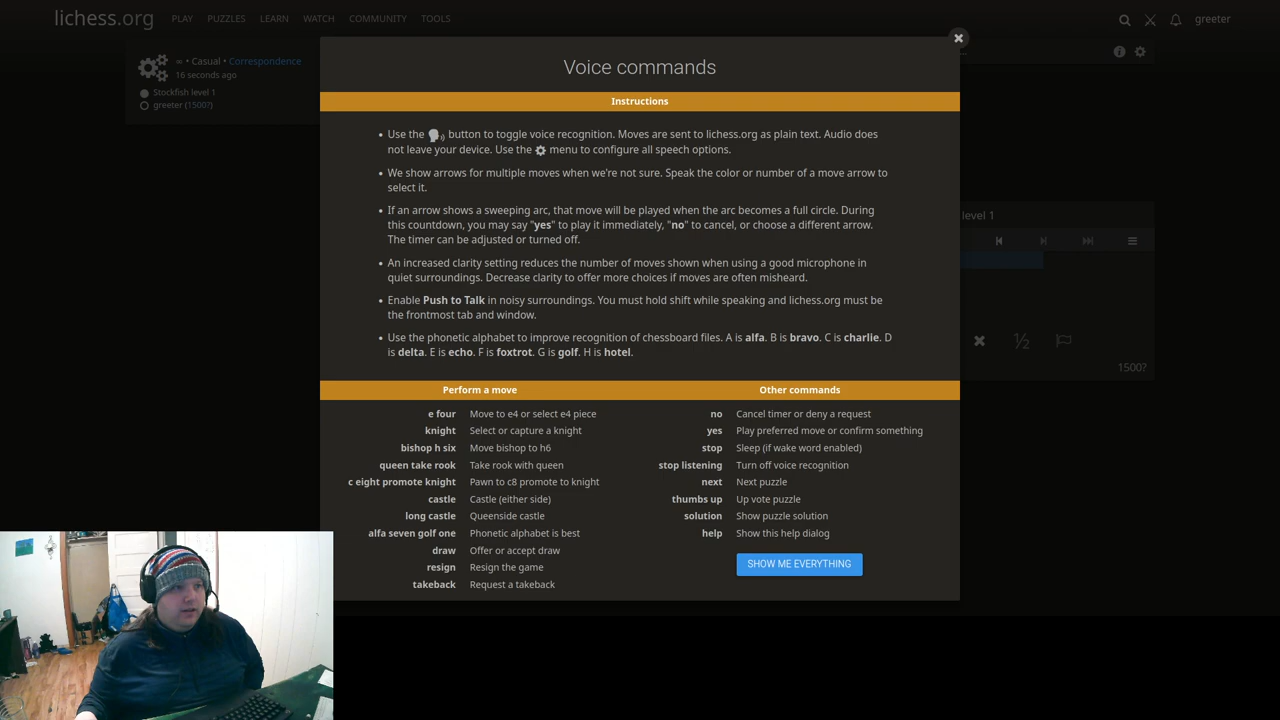 lichess.org PLAY PUZZLES LEARN WATCH COMMUNITY TOOLS greeter
∞ • Casual • Correspondence
16 seconds ago
Stockfish level 1
greeter (1500?)
Voice commands
Instructions
• Use the button to toggle voice recognition. Moves are sent to lichess.org as plain text. Audio does
not leave your device. Use the menu to configure all speech options.
• We show arrows for multiple moves when we're not sure. Speak the color or number of a move arrow to
select it.
• If an arrow shows a sweeping arc, that move will be played when the arc becomes a full circle. During
this countdown, you may say "yes" to play it immediately, "no" to cancel, or choose a different arrow.
The timer can be adjusted or turned off.
• An increased clarity setting reduces the number of moves shown when using a good microphone in
quiet surroundings. Decrease clarity to offer more choices if moves are often misheard.
• Enable Push to Talk in noisy surroundings. You must hold shift while speaking and lichess.org must be
the frontmost tab and window.
• Use the phonetic alphabet to improve recognition of chessboard files. A is alfa. B is bravo. C is charlie. D
is delta. E is echo. F is foxtrot. G is golf. H is hotel.
Perform a move
e four Move to e4 or select e4 piece
knight Select or capture a knight
bishop h six Move bishop to h6
queen take rook Take rook with queen
c eight promote knight Pawn to c8 promote to knight
castle Castle (either side)
long castle Queenside castle
alfa seven golf one Phonetic alphabet is best
draw Offer or accept draw
resign Resign the game
takeback Request a takeback
Other commands
no Cancel timer or deny a request
yes Play preferred move or confirm something
stop Sleep (if wake word enabled)
stop listening Turn off voice recognition
next Next puzzle
thumbs up Up vote puzzle
solution Show puzzle solution
help Show this help dialog
SHOW ME EVERYTHING
level 1
½
1500?